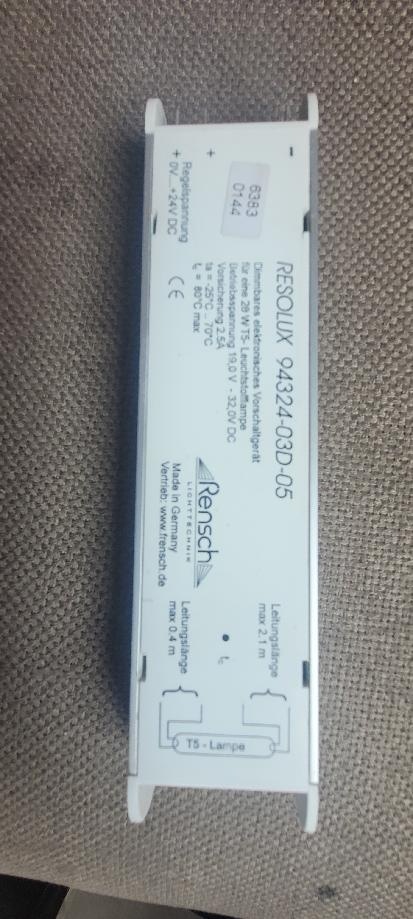 -
+
+
6383
0144
Regelspannung
0V...+24V DC
RESOLUX 94324-03D-05
Dimmbares elektronisches Vorschaltgerät
für eine 28 W T5- Leuchtstofflampe
Betriebsspannung 19,0 V - 32,0V DC
Vorsicherung 2,5A
ta = -25°C .. 70°C
tc = 80°C max.
CE
Rensch
LICHTTECHNIK
Made in Germany
Vertrieb: www.frensch.de
tc
Leitungslänge
max 2.1 m
Leitungslänge
max 0.4 m
T5 - Lampe